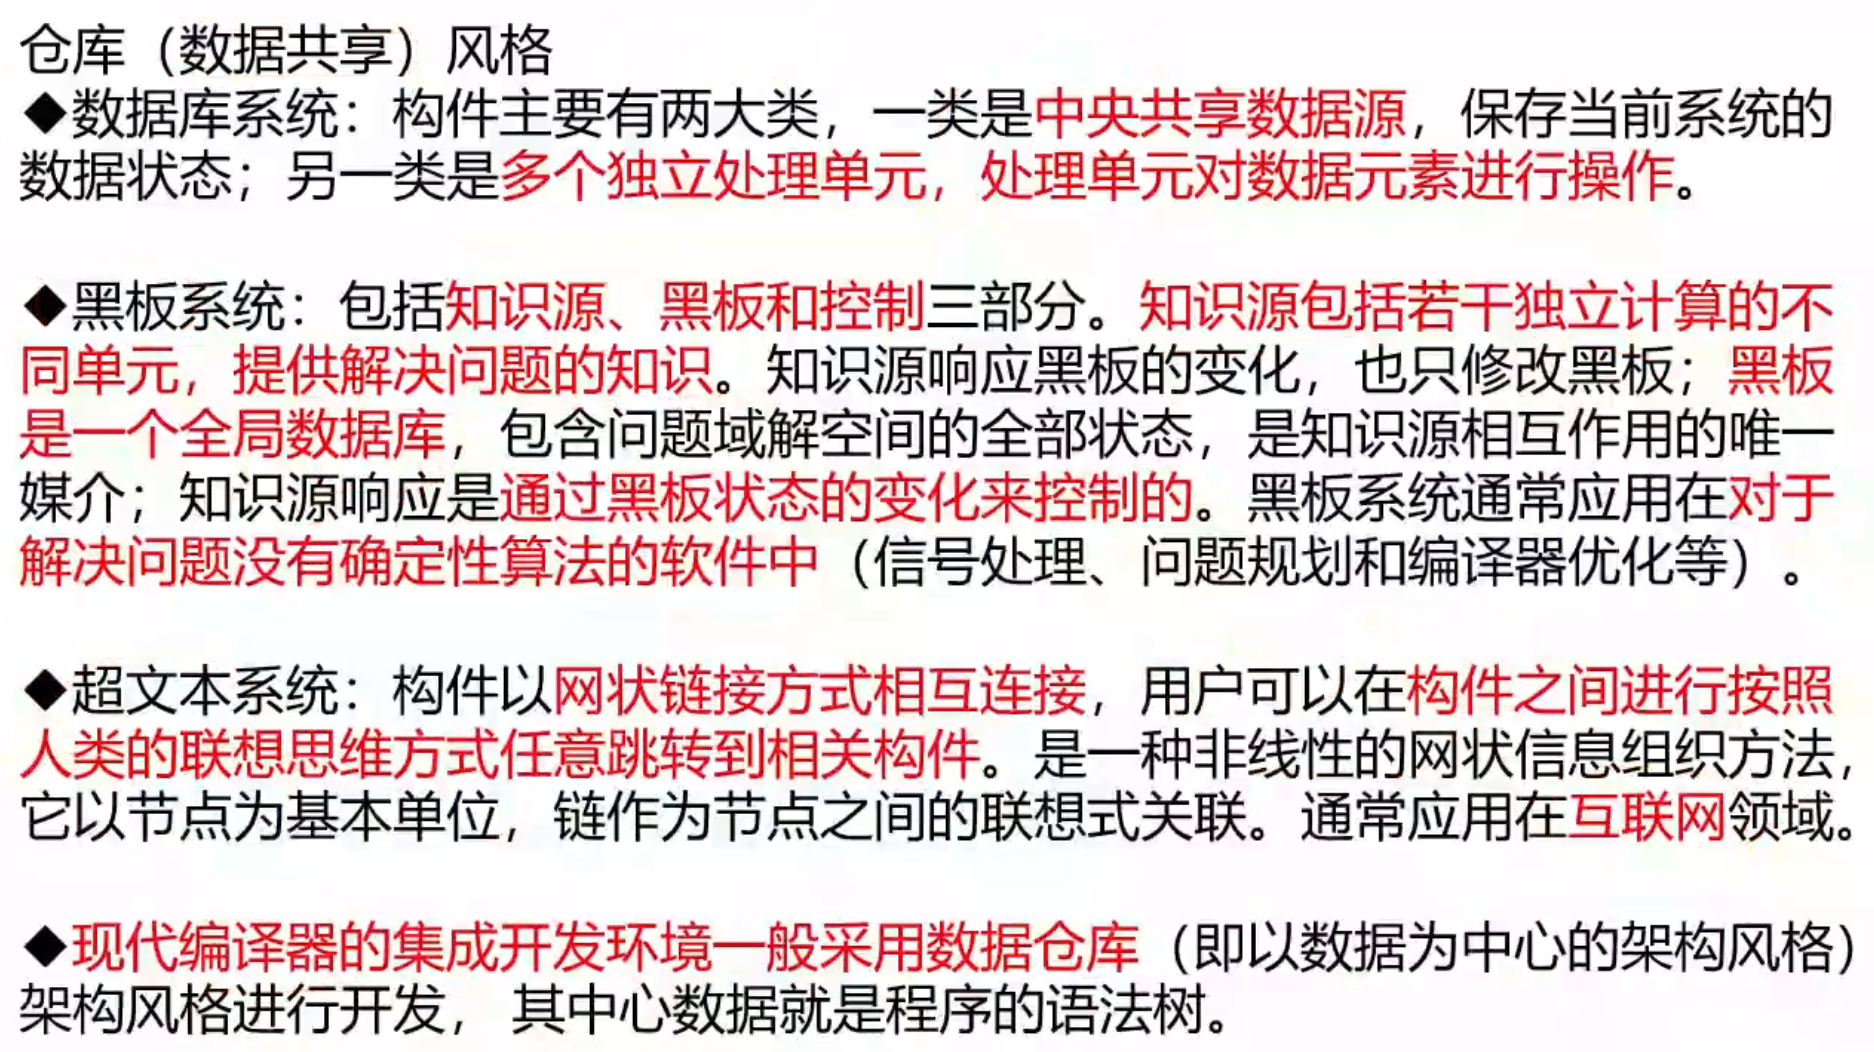 仓库（数据共享）风格
◆数据库系统：构件主要有两大类，一类是中央共享数据源，保存当前系统的
数据状态；另一类是多个独立处理单元，处理单元对数据元素进行操作。
◆黑板系统：包括知识源、黑板和控制三部分。知识源包括若干独立计算的不
同单元，提供解决问题的知识。知识源响应黑板的变化，也只修改黑板；黑板
是一个全局数据库，包含问题域解空间的全部状态，是知识源相互作用的唯一
媒介；知识源响应是通过黑板状态的变化来控制的。黑板系统通常应用在对于
解决问题没有确定性算法的软件中（信号处理、问题规划和编译器优化等）。
◆超文本系统：构件以网状链接方式相互连接，用户可以在构件之间进行按照
人类的联想思维方式任意跳转到相关构件。是一种非线性的网状信息组织方法，
它以节点为基本单位，链作为节点之间的联想式关联。通常应用在互联网领域。
◆现代编译器的集成开发环境一般采用数据仓库（即以数据为中心的架构风格）
架构风格进行开发， 其中心数据就是程序的语法树。